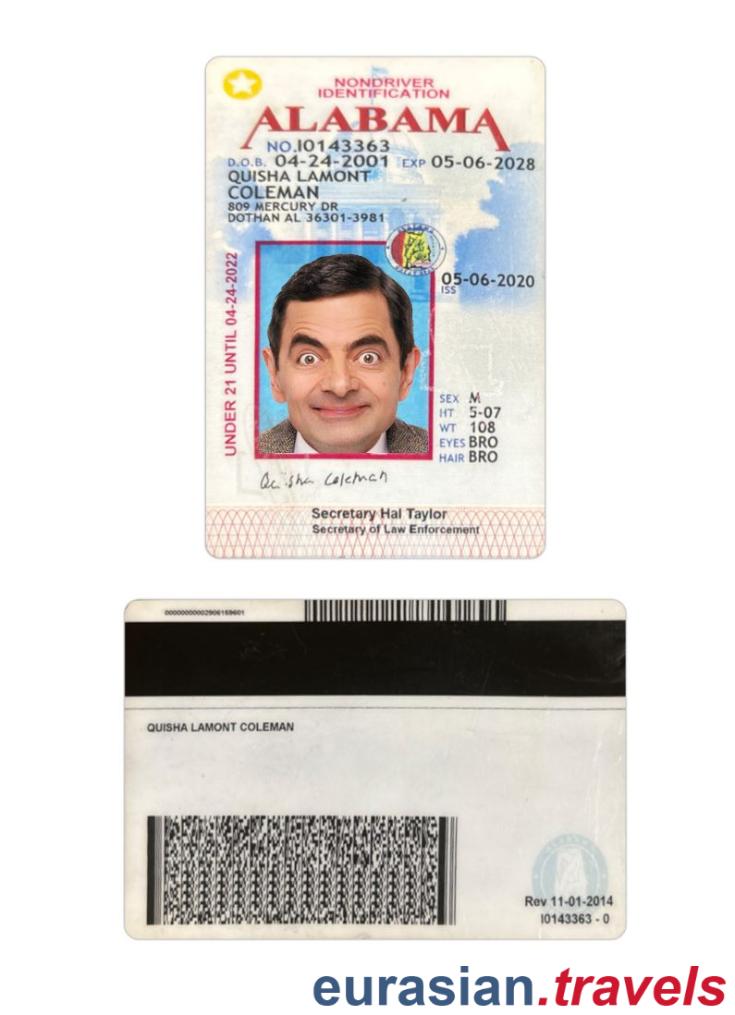 NONDRIVER
IDENTIFICATION
ALABAMA
NO.I0143363
D.O.B. 04-24-2001 EXP 05-06-2028
QUISHA LAMONT
COLEMAN
809 MERCURY DR
DOTHAN AL 36301-3981
05-06-2020
ISS
UNDER 21 UNTIL 04-24-2022
SEX M
HT 5-07
WT 108
EYES BRO
HAIR BRO
Quisha Coleman
Secretary Hal Taylor
Secretary of Law Enforcement
QUISHA LAMONT COLEMAN
Rev 11-01-2014
I0143363 - 0
eurasian.travels